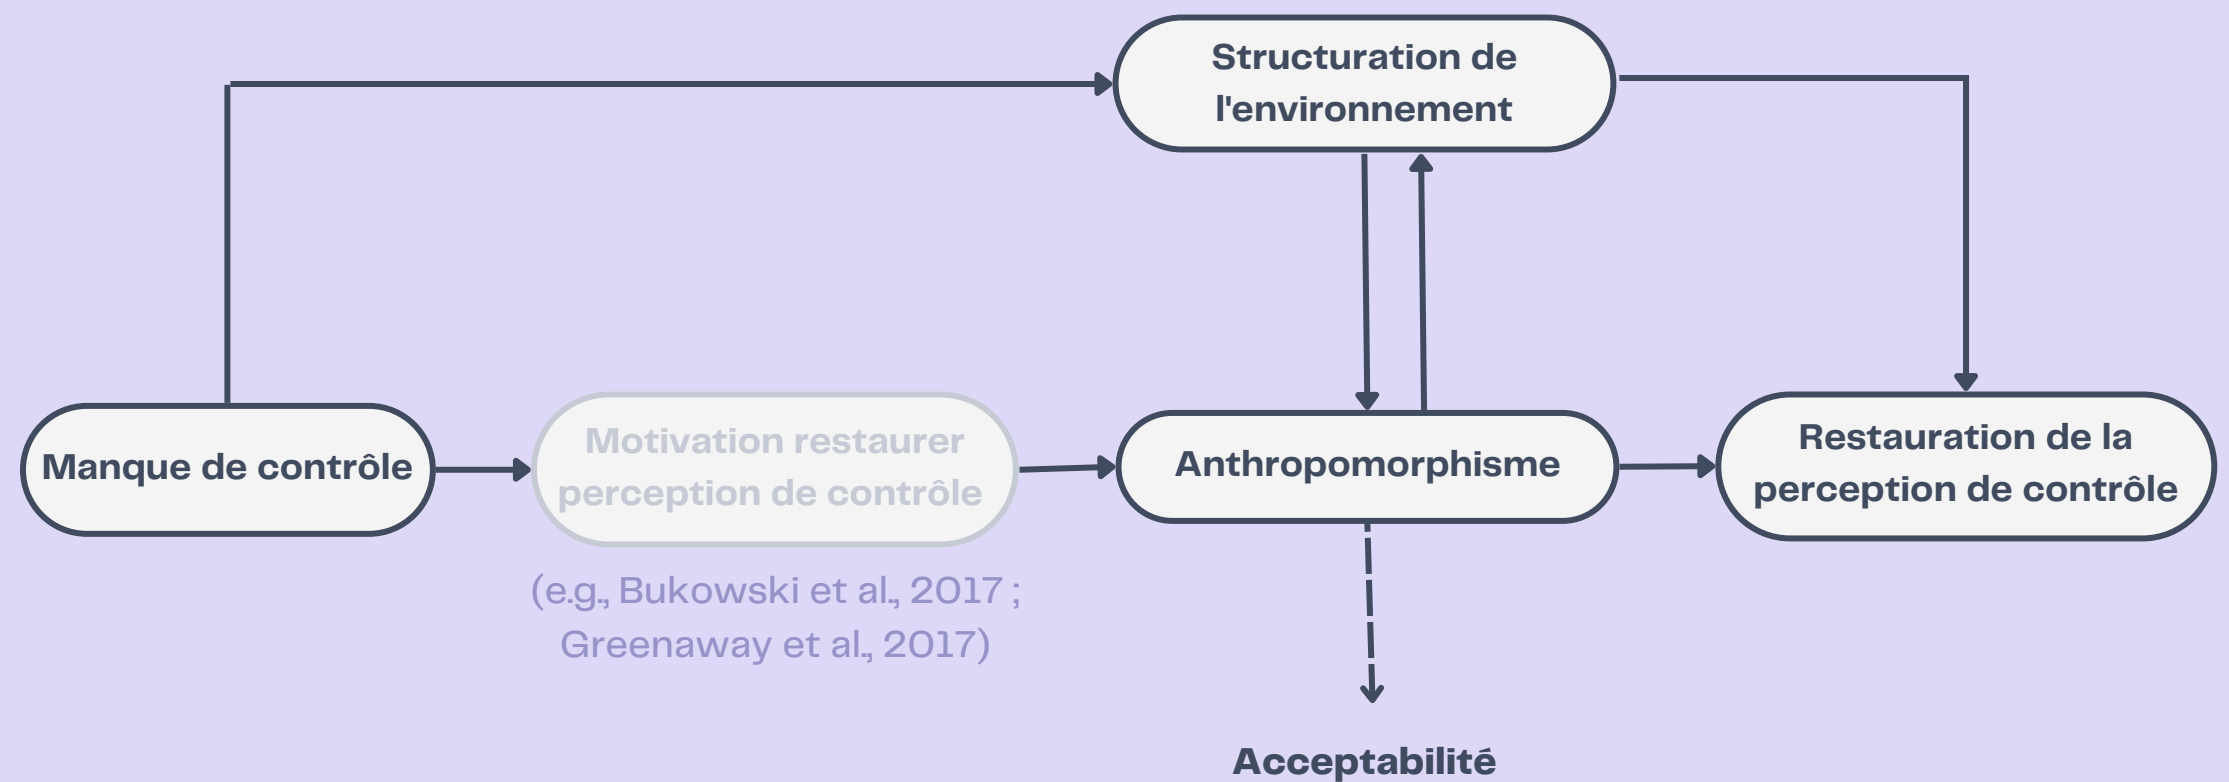 Structuration de
l'environnement
Manque de contrôle
Motivation restaurer
perception de contrôle
Anthropomorphisme
Restauration de la
perception de contrôle
(e.g., Bukowski et al., 2017 ;
Greenaway et al., 2017)
Acceptabilité